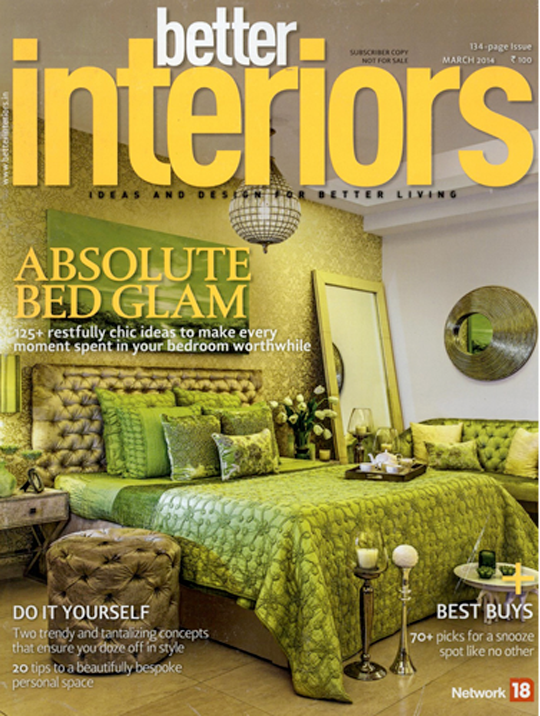 better
interiors
SUBSCRIBER COPY
NOT FOR SALE
134-page Issue
MARCH 2014 ₹ 100
www.betterinteriors.in
IDEAS AND DESIGN FOR BETTER LIVING
ABSOLUTE
BED GLAM
125+ restfully chic ideas to make every
moment spent in your bedroom worthwhile
DO IT YOURSELF
Two trendy and tantalizing concepts
that ensure you doze off in style
20 tips to a beautifully bespoke
personal space
+
BEST BUYS
70+ picks for a snooze
spot like no other
Network 18